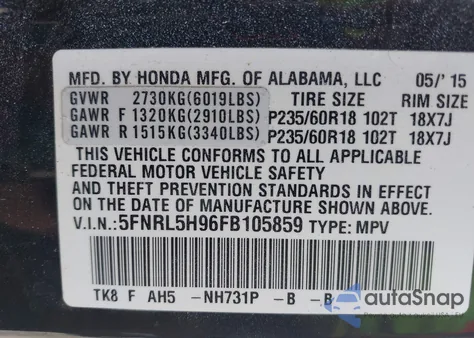 MFD. BY HONDA MFG. OF ALABAMA, LLC 05/'15
GVWR 2730KG(6019LBS) TIRE SIZE RIM SIZE
GAWR F 1320KG(2910LBS) P235/60R18 102T 18X7J
GAWR R 1515KG(3340LBS) P235/60R18 102T 18X7J
THIS VEHICLE CONFORMS TO ALL APPLICABLE
FEDERAL MOTOR VEHICLE SAFETY
AND THEFT PREVENTION STANDARDS IN EFFECT
ON THE DATE OF MANUFACTURE SHOWN ABOVE.
V.I.N.: 5FNRL5H96FB105859 TYPE: MPV
TK8 F AH5 -NH731P -B -B
autaSnap